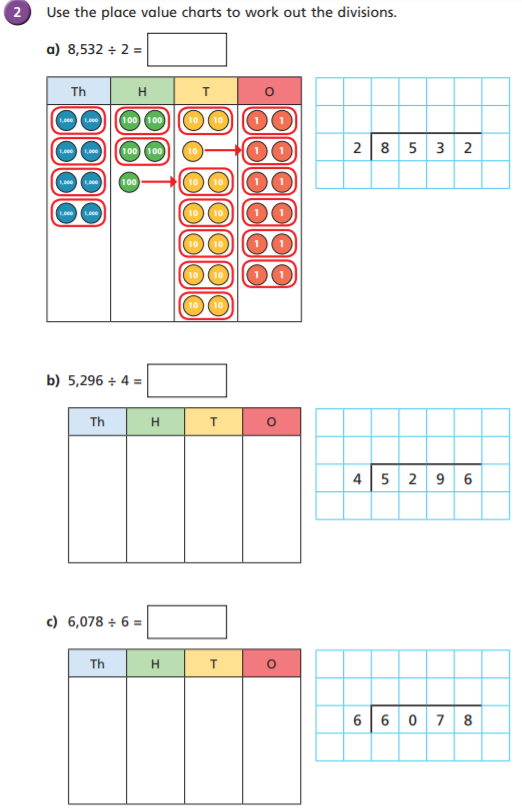 2 Use the place value charts to work out the divisions.
a) 8,532 ÷ 2 =
Th H T O
1,000 1,000 100 100 10 10 1 1
1,000 1,000 100 100 10 1 1
1,000 1,000 100 10 10 1 1
1,000 1,000 10 10 1 1
10 10 1 1
10 10 1 1
10 10
2 8 5 3 2
b) 5,296 ÷ 4 =
Th H T O
4 5 2 9 6
c) 6,078 ÷ 6 =
Th H T O
6 6 0 7 8